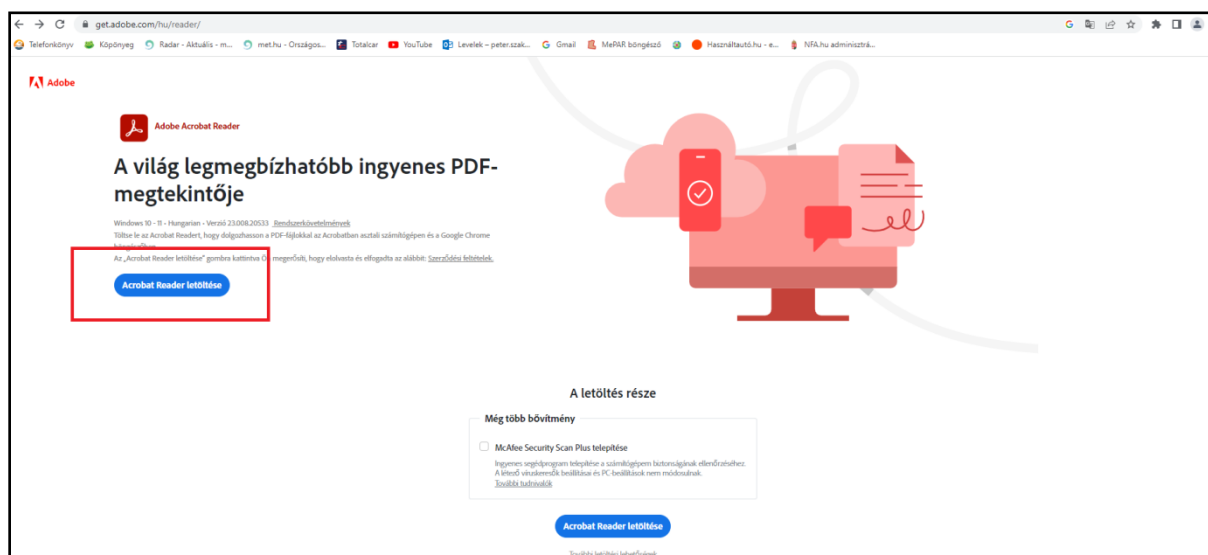 get.adobe.com/hu/reader/
Telefonkönyv Köpönyeg Radar - Aktuális - m... met.hu - Országos... Totalcar YouTube Levelek – peter.szak... Gmail MePAR böngésző Használtautó.hu - e... NFA.hu adminisztrá...
Adobe
Adobe Acrobat Reader
A világ legmegbízhatóbb ingyenes PDF-
megtekintője
Windows 10 - 11 - Hungarian - Verzió 23.008.20533 Rendszerkövetelmények
Töltse le az Acrobat Readert, hogy dolgozhasson a PDF-fájlokkal az Acrobatban asztali számítógépen és a Google Chrome
Az „Acrobat Reader letöltése” gombra kattintva Ön megerősíti, hogy elolvasta és elfogadta az alábbit: Szerződési feltételek.
Acrobat Reader letöltése
A letöltés része
Még több bővítmény
McAfee Security Scan Plus telepítése
Ingyenes segédprogram telepítése a számítógépem biztonságának ellenőrzéséhez.
A létező víruskeresők beállításai és PC-beállítások nem módosulnak.
További tudnivalók
Acrobat Reader letöltése
További letöltési lehetőségek